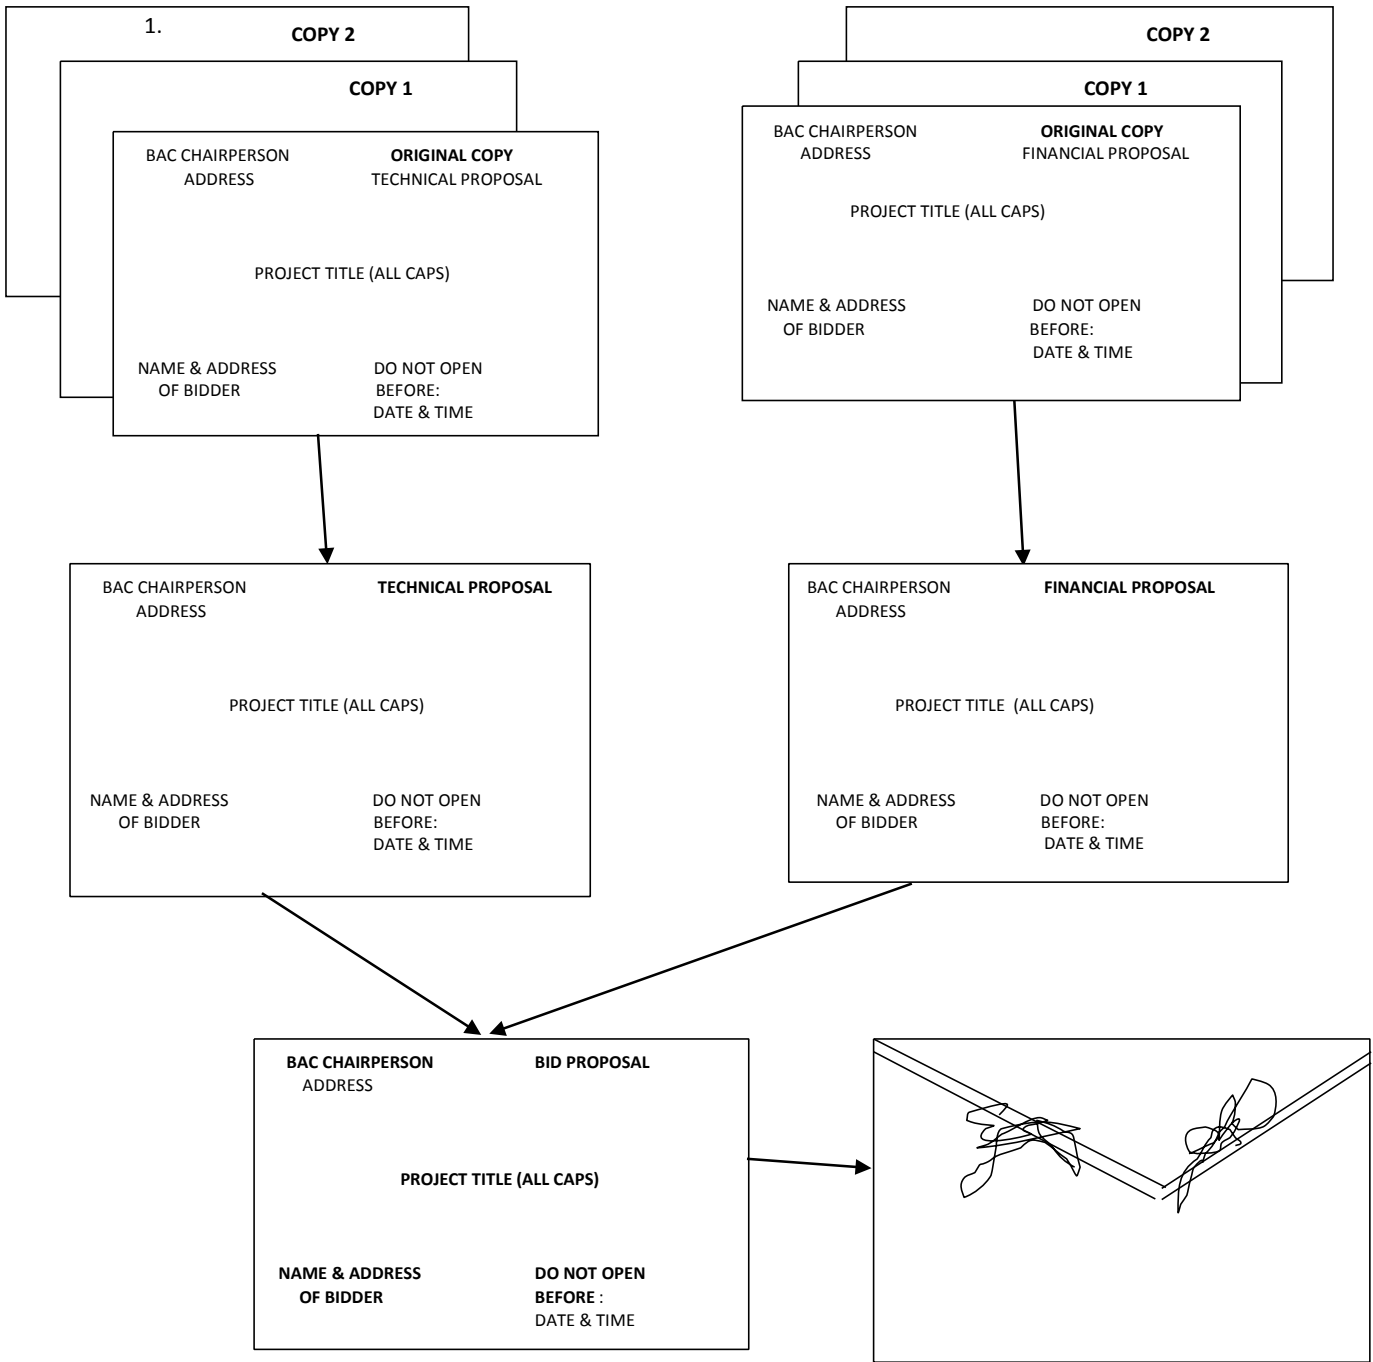 1.
COPY 2
COPY 1
BAC CHAIRPERSON ORIGINAL COPY
ADDRESS TECHNICAL PROPOSAL
PROJECT TITLE (ALL CAPS)
NAME & ADDRESS DO NOT OPEN
OF BIDDER BEFORE:
DATE & TIME
COPY 2
COPY 1
BAC CHAIRPERSON ORIGINAL COPY
ADDRESS FINANCIAL PROPOSAL
PROJECT TITLE (ALL CAPS)
NAME & ADDRESS DO NOT OPEN
OF BIDDER BEFORE:
DATE & TIME
BAC CHAIRPERSON TECHNICAL PROPOSAL
ADDRESS
PROJECT TITLE (ALL CAPS)
NAME & ADDRESS DO NOT OPEN
OF BIDDER BEFORE:
DATE & TIME
BAC CHAIRPERSON FINANCIAL PROPOSAL
ADDRESS
PROJECT TITLE (ALL CAPS)
NAME & ADDRESS DO NOT OPEN
OF BIDDER BEFORE:
DATE & TIME
BAC CHAIRPERSON BID PROPOSAL
ADDRESS
PROJECT TITLE (ALL CAPS)
NAME & ADDRESS DO NOT OPEN
OF BIDDER BEFORE :
DATE & TIME